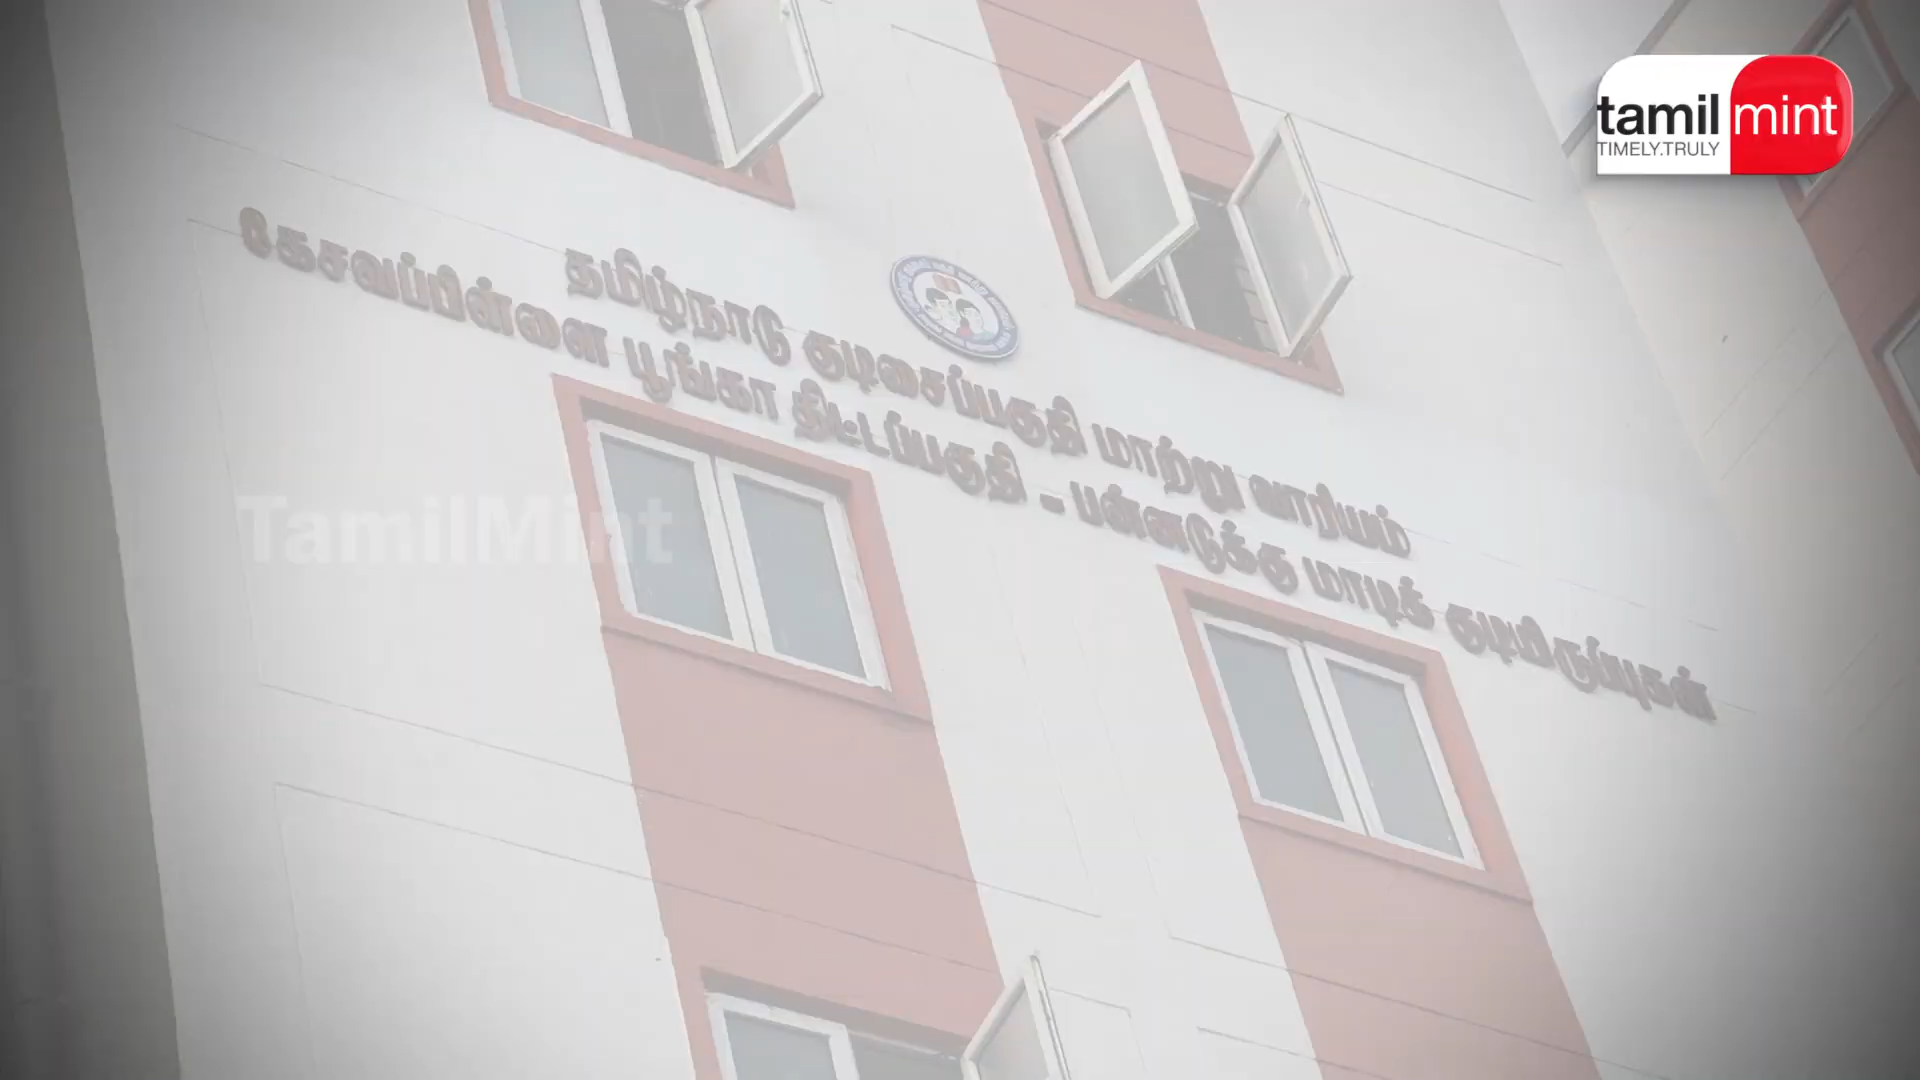 tamil mint
TIMELY.TRULY
தமிழ்நாடு குடிசைப்பகுதி மாற்று வாரியம்
கேசவப்பின்ளை பூங்கா திட்டப்பகுதி - பன்னடுக்கு மாடிக் குடியிருப்புகள்
TamilMint